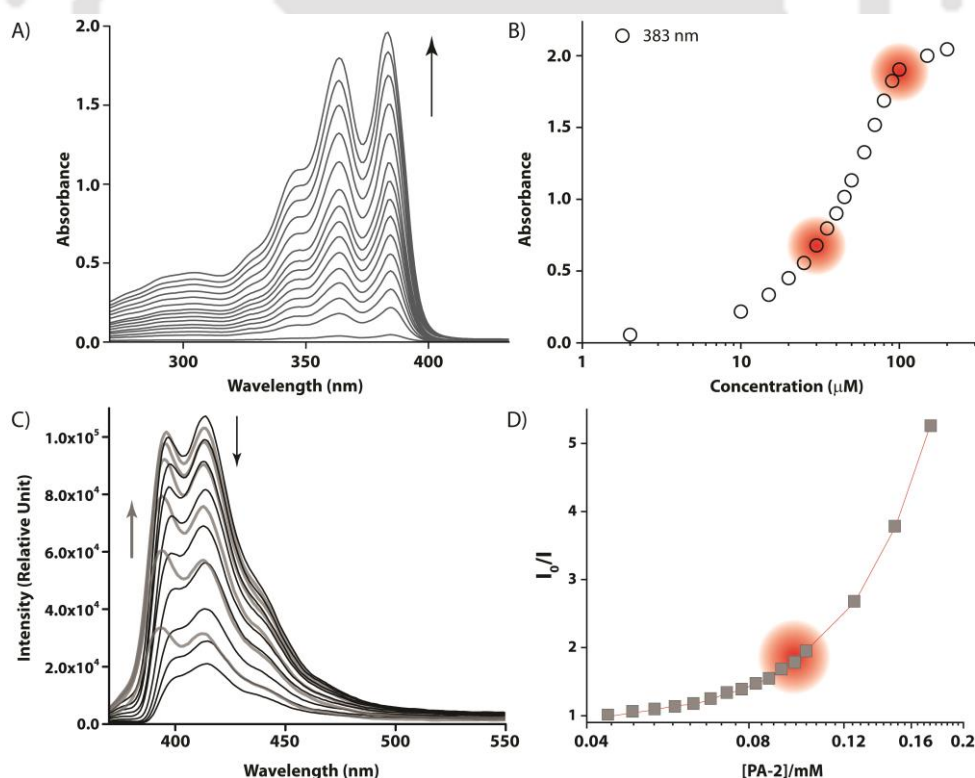 A)
2.0
1.5
1.0
0.5
0.0
Absorbance
300
350
400
Wavelength (nm)
B)
383 nm
2.0
1.5
1.0
0.5
0.0
Absorbance
1
10
100
Concentration (μM)
C)
1.0x10⁵
8.0x10⁴
6.0x10⁴
4.0x10⁴
2.0x10⁴
0.0
Intensity (Relative Unit)
400
450
500
550
Wavelength (nm)
D)
5
4
3
2
1
I₀/I
0.04
0.08
0.12
0.16
0.2
[PA-2]/mM